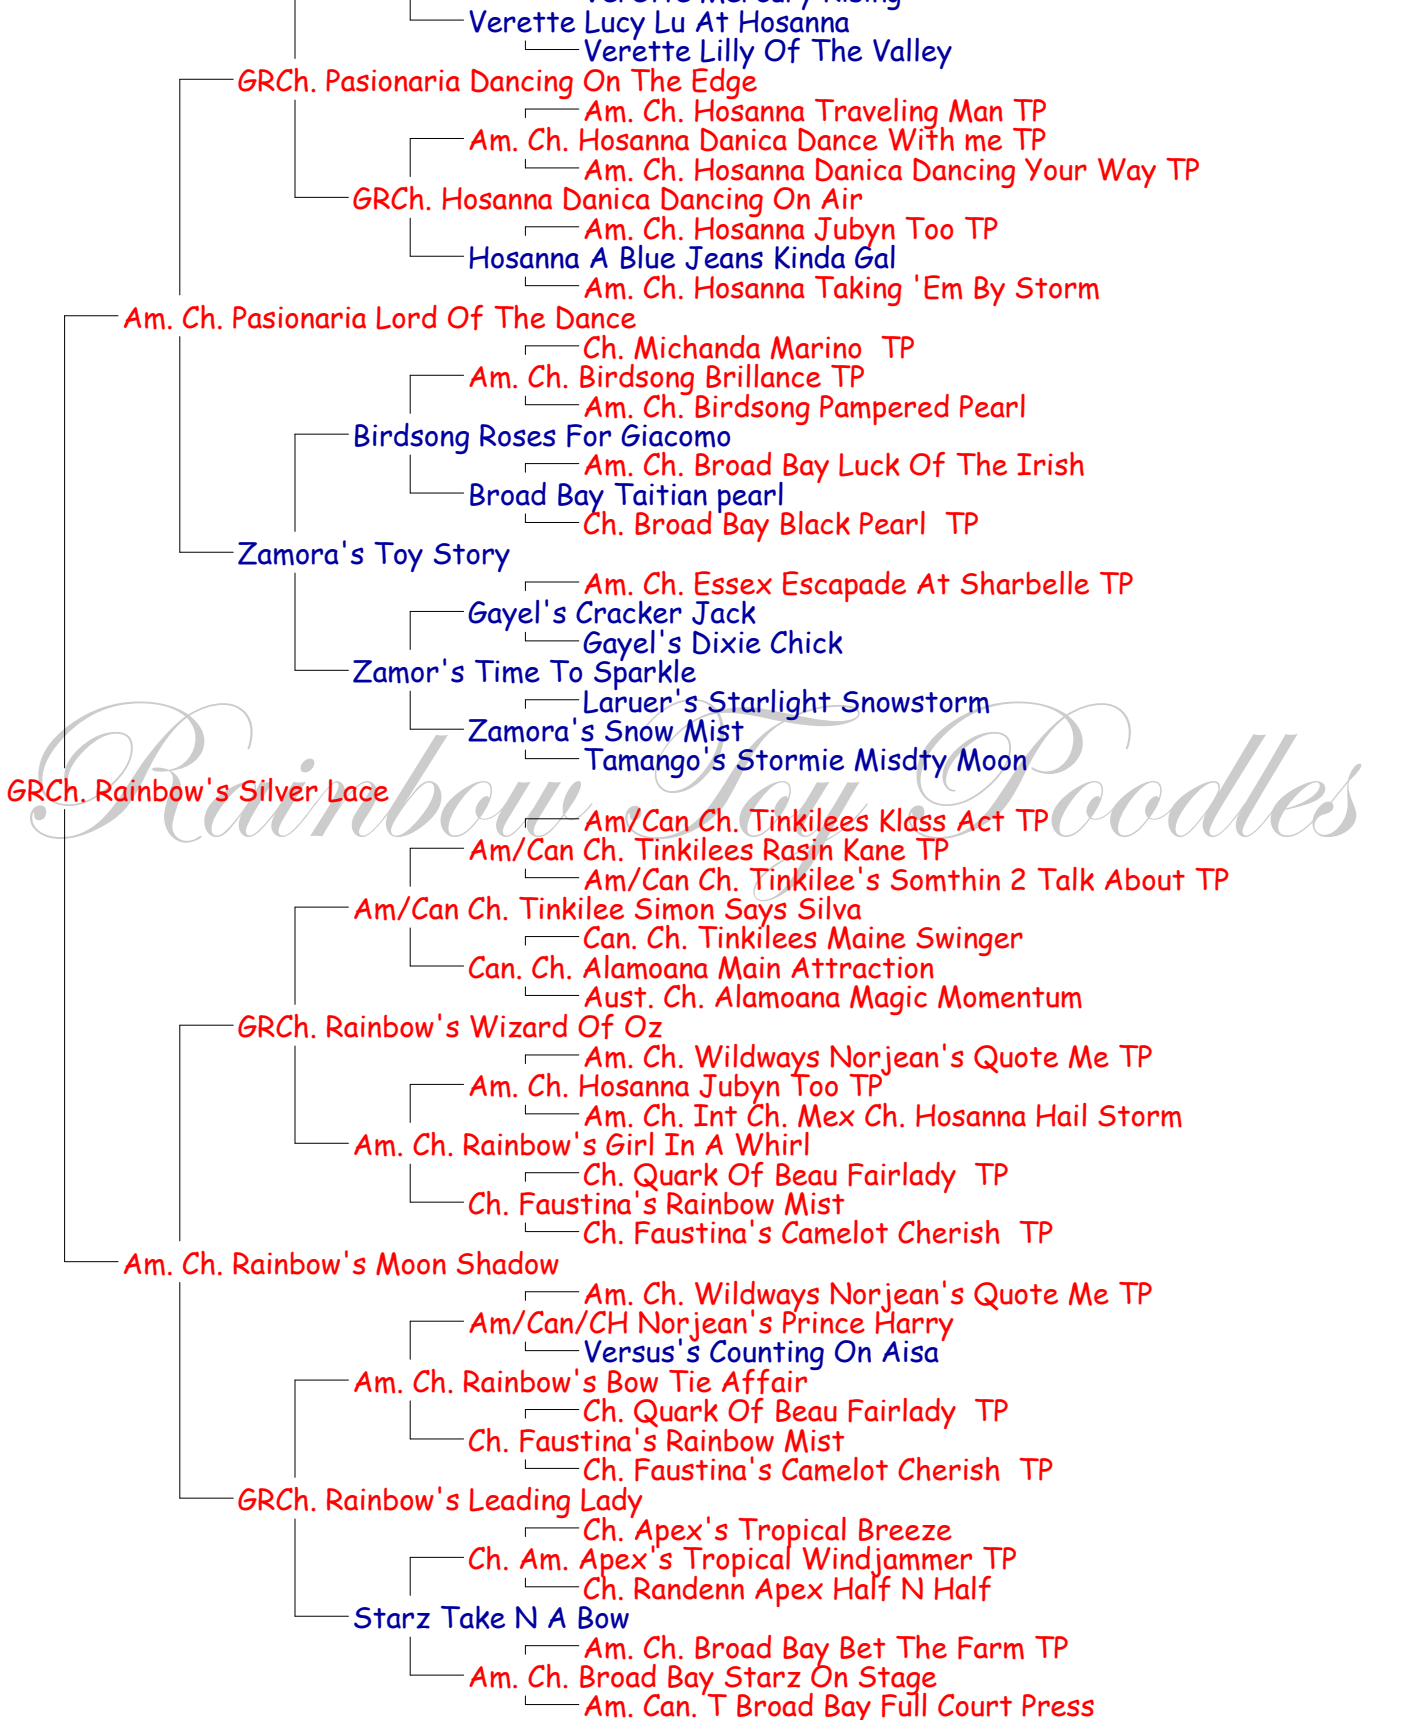 Verette Mercury Rising
Verette Lucy Lu At Hosanna
Verette Lilly Of The Valley
GRCh. Pasionaria Dancing On The Edge
Am. Ch. Hosanna Traveling Man TP
Am. Ch. Hosanna Danica Dance With me TP
Am. Ch. Hosanna Danica Dancing Your Way TP
GRCh. Hosanna Danica Dancing On Air
Am. Ch. Hosanna Jubyn Too TP
Hosanna A Blue Jeans Kinda Gal
Am. Ch. Hosanna Taking 'Em By Storm
Am. Ch. Pasionaria Lord Of The Dance
Ch. Michanda Marino TP
Am. Ch. Birdsong Brillance TP
Am. Ch. Birdsong Pampered Pearl
Birdsong Roses For Giacomo
Am. Ch. Broad Bay Luck Of The Irish
Broad Bay Taitian pearl
Ch. Broad Bay Black Pearl TP
Zamora's Toy Story
Am. Ch. Essex Escapade At Sharbelle TP
Gayel's Cracker Jack
Gayel's Dixie Chick
Zamor's Time To Sparkle
Laruer's Starlight Snowstorm
Zamora's Snow Mist
Tamango's Stormie Misdty Moon
GRCh. Rainbow's Silver Lace
Rainbow Toy Poodles
Am/Can Ch. Tinkilees Klass Act TP
Am/Can Ch. Tinkilees Rasin Kane TP
Am/Can Ch. Tinkilee's Somthin 2 Talk About TP
Am/Can Ch. Tinkilee Simon Says Silva
Can. Ch. Tinkilees Maine Swinger
Can. Ch. Alamoana Main Attraction
Aust. Ch. Alamoana Magic Momentum
GRCh. Rainbow's Wizard Of Oz
Am. Ch. Wildways Norjean's Quote Me TP
Am. Ch. Hosanna Jubyn Too TP
Am. Ch. Int Ch. Mex Ch. Hosanna Hail Storm
Am. Ch. Rainbow's Girl In A Whirl
Ch. Quark Of Beau Fairlady TP
Ch. Faustina's Rainbow Mist
Ch. Faustina's Camelot Cherish TP
Am. Ch. Rainbow's Moon Shadow
Am. Ch. Wildways Norjean's Quote Me TP
Am/Can/CH Norjean's Prince Harry
Versus's Counting On Aisa
Am. Ch. Rainbow's Bow Tie Affair
Ch. Quark Of Beau Fairlady TP
Ch. Faustina's Rainbow Mist
Ch. Faustina's Camelot Cherish TP
GRCh. Rainbow's Leading Lady
Ch. Apex's Tropical Breeze
Ch. Am. Apex's Tropical Windjammer TP
Ch. Randenn Apex Half N Half
Starz Take N A Bow
Am. Ch. Broad Bay Bet The Farm TP
Am. Ch. Broad Bay Starz On Stage
Am. Can. T Broad Bay Full Court Press